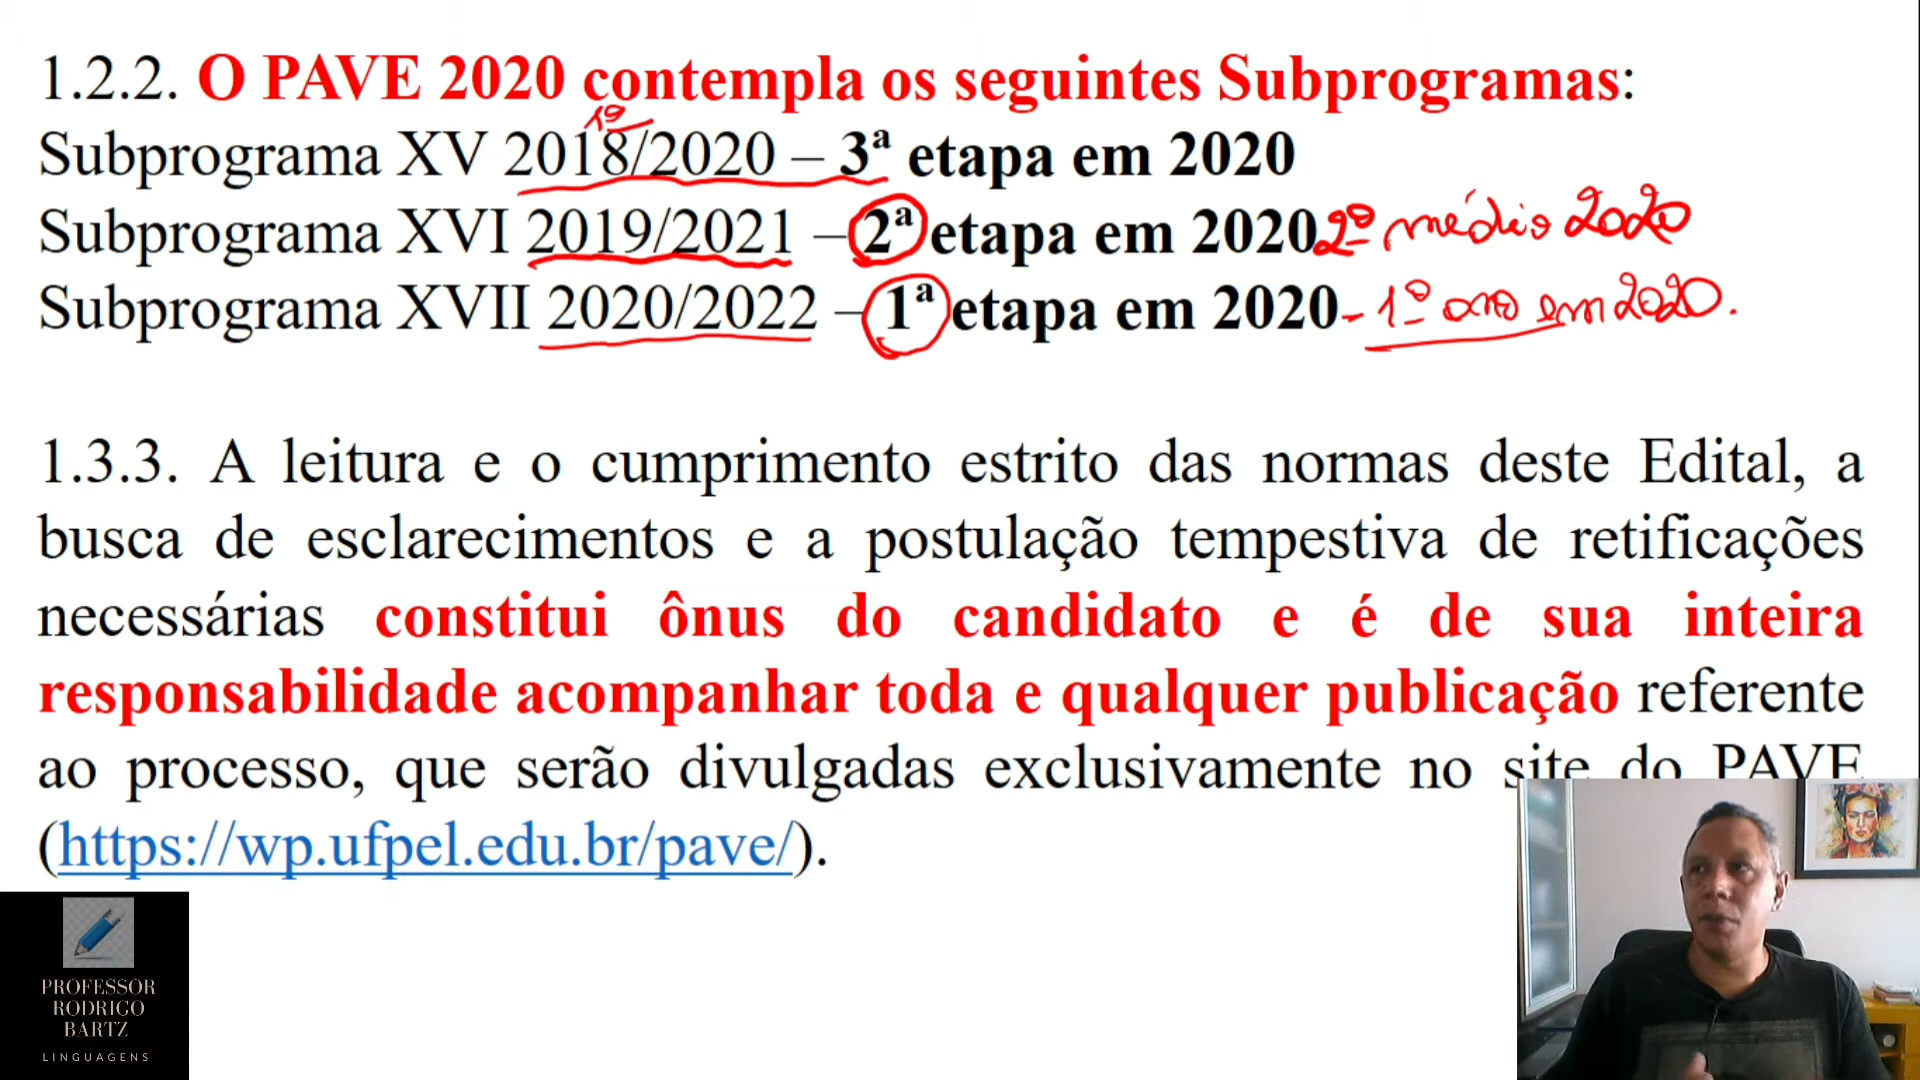 1.2.2. O PAVE 2020 contempla os seguintes Subprogramas:
1º
Subprograma XV 2018/2020 – 3ª etapa em 2020
Subprograma XVI 2019/2021 – 2ª etapa em 2020 2º médio 2020
Subprograma XVII 2020/2022 – 1ª etapa em 2020 - 1º ano em 2020.
1.3.3. A leitura e o cumprimento estrito das normas deste Edital, a
busca de esclarecimentos e a postulação tempestiva de retificações
necessárias constitui ônus do candidato e é de sua inteira
responsabilidade acompanhar toda e qualquer publicação referente
ao processo, que serão divulgadas exclusivamente no site do PAVE
(https://wp.ufpel.edu.br/pave/).
PROFESSOR
RODRIGO
BARTZ
LINGUAGENS